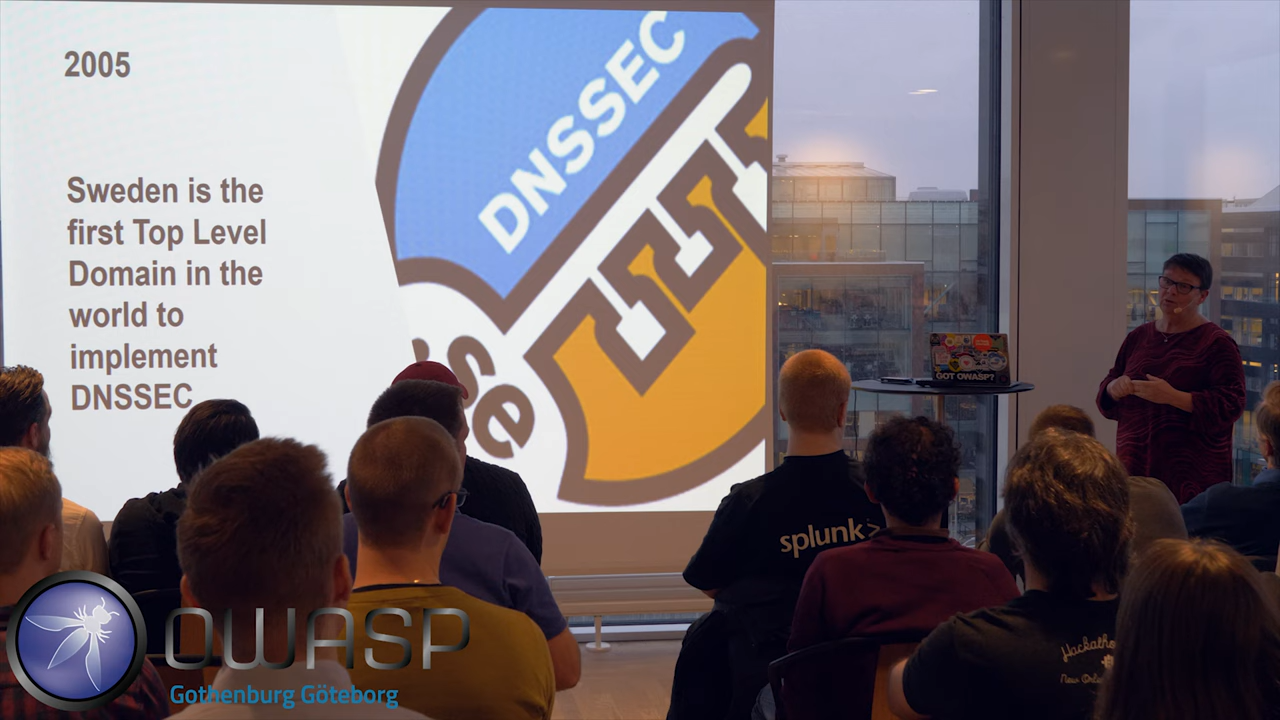 2005
Sweden is the
first Top Level
Domain in the
world to
implement
DNSSEC
DNSSEC
se
GOT OWASP?
splunk>
New
OWASP
Gothenburg Göteborg